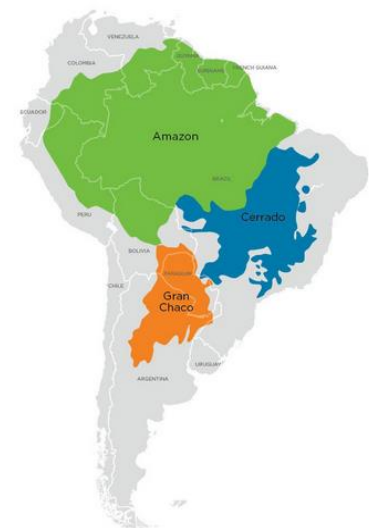 VENEZUELA
GUYANA
COLOMBIA
SURINAME
FRENCH GUIANA
ECUADOR
Amazon
BRAZIL
PERU
Cerrado
BOLIVIA
PARAGUAY
CHILE
Gran
Chaco
URUGUAY
ARGENTINA